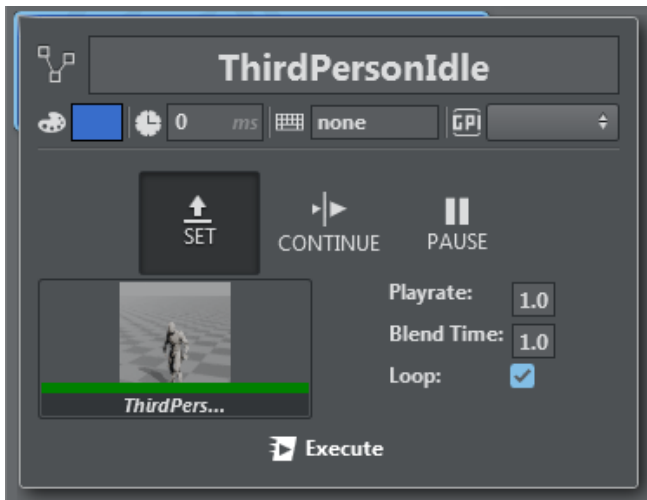 ThirdPersonIdle
0 ms none GPI
SET CONTINUE PAUSE
Playrate: 1.0
Blend Time: 1.0
Loop:
ThirdPers...
Execute